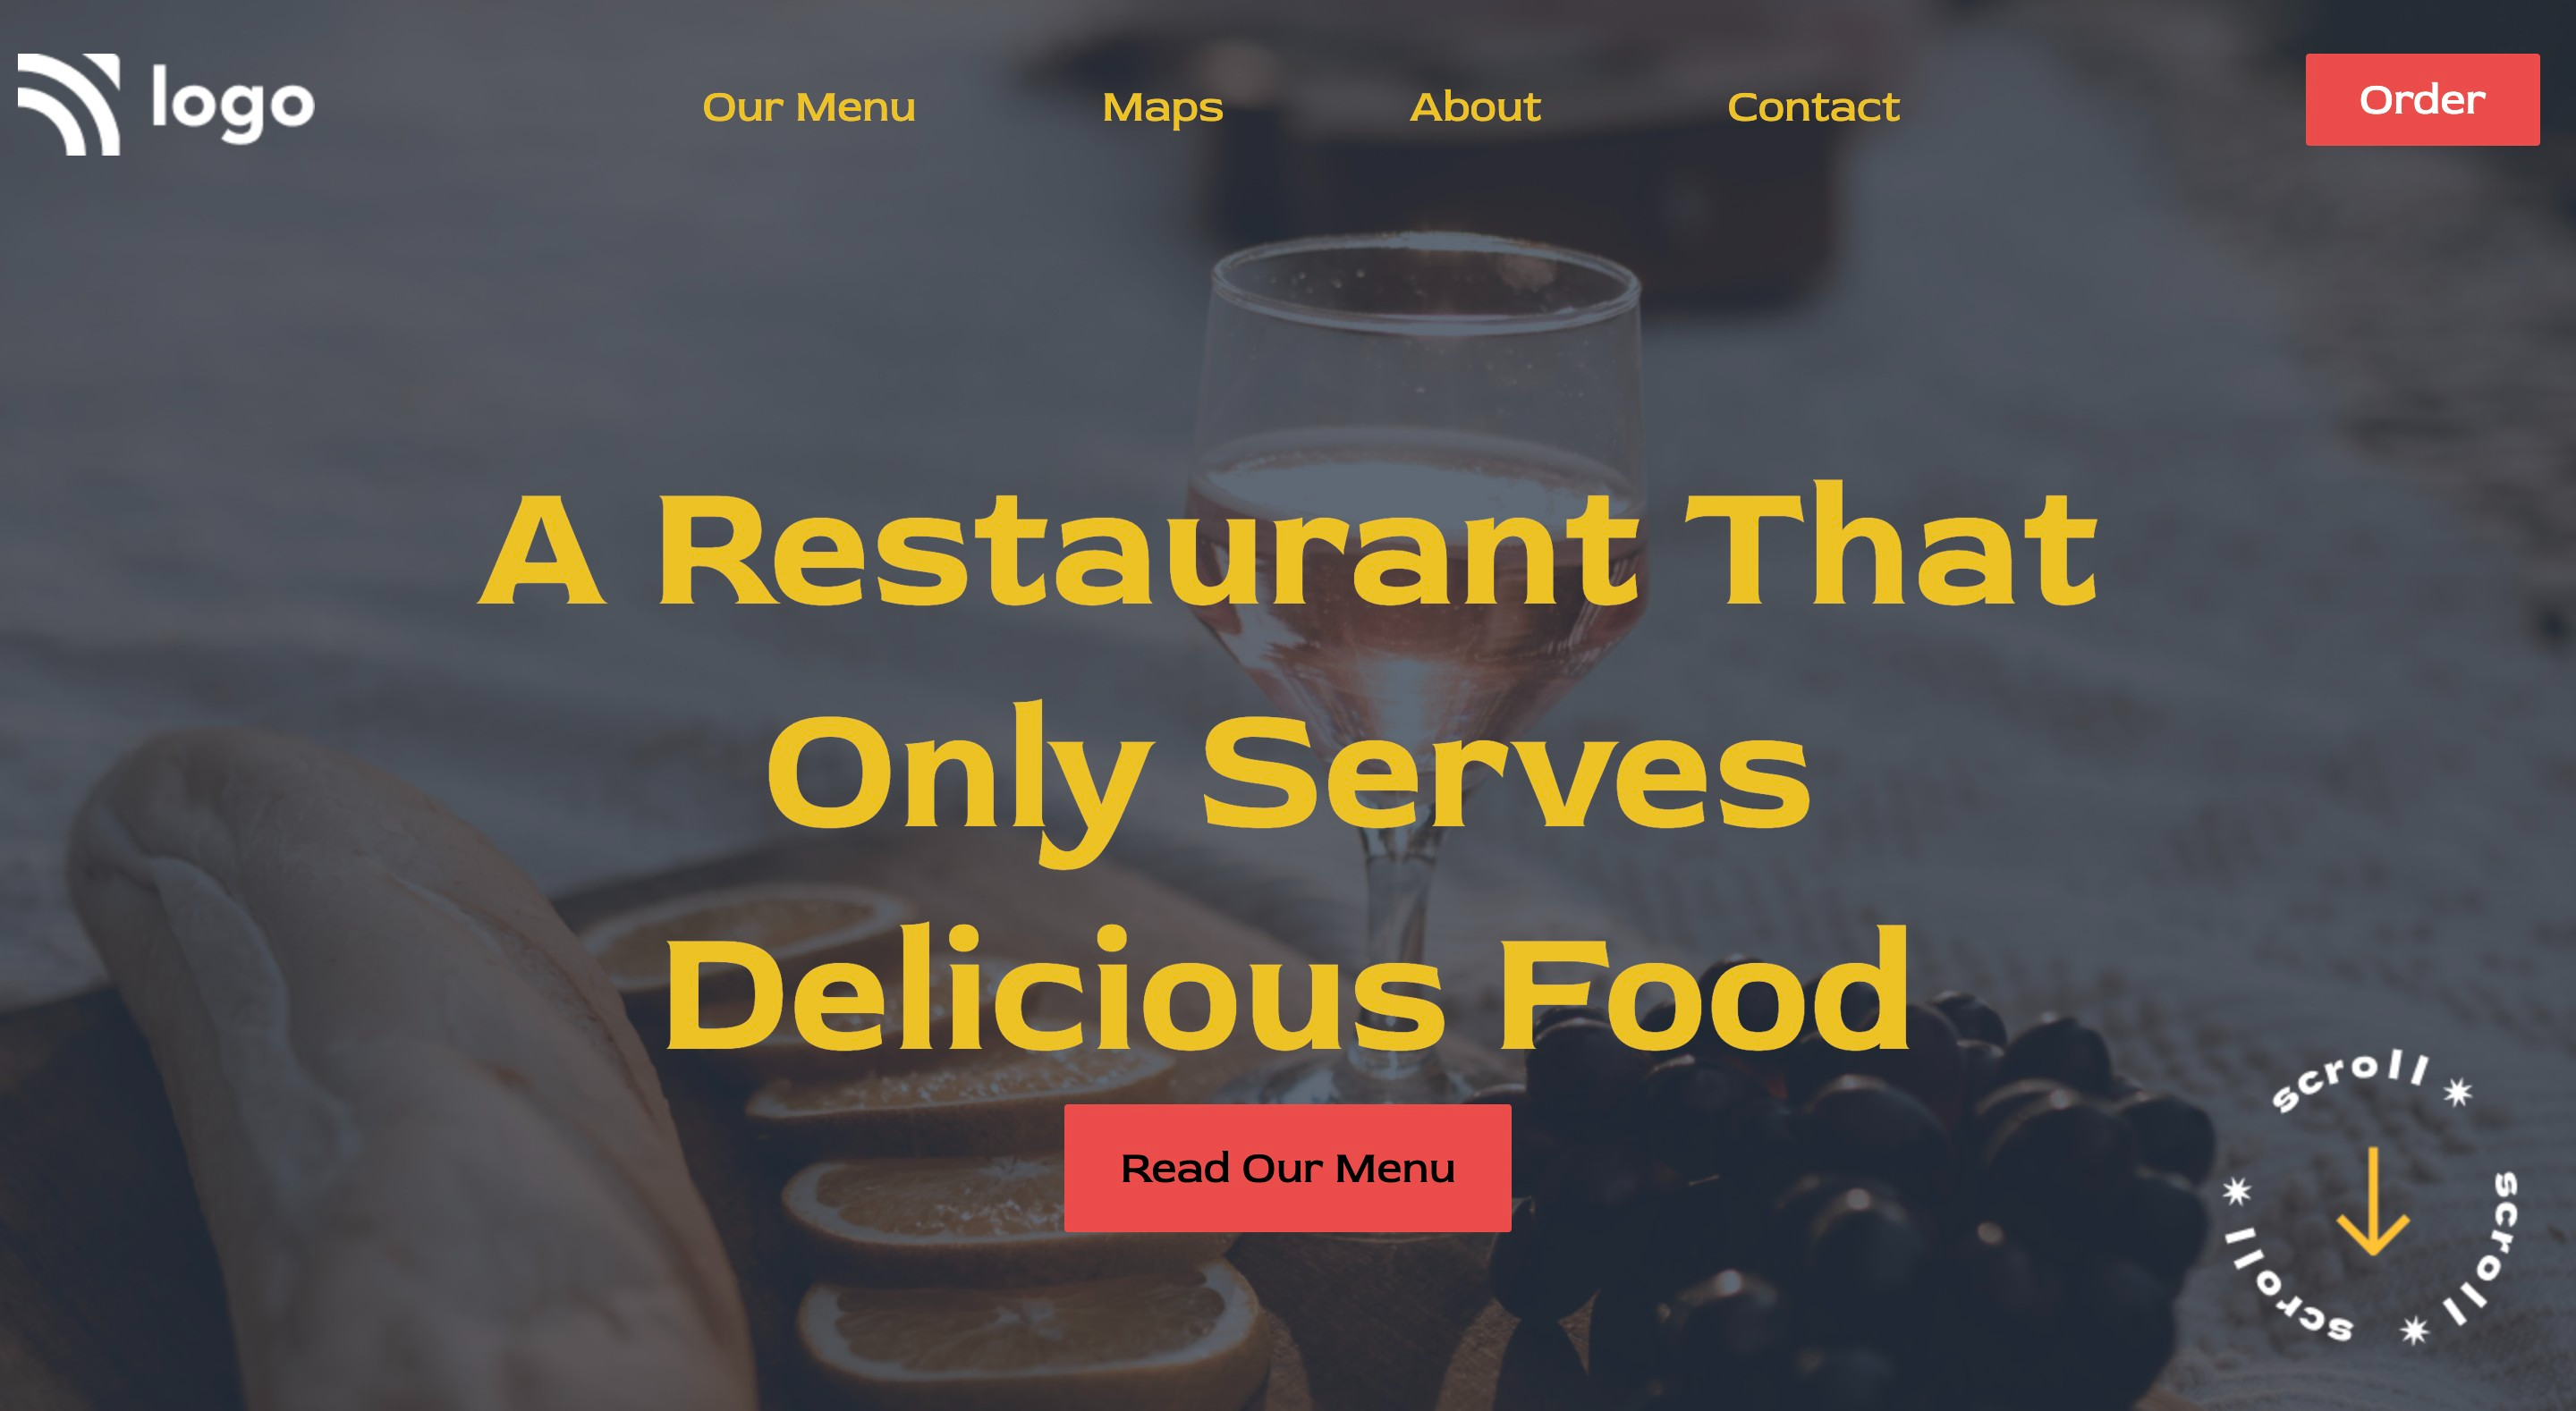 logo
Our Menu
Maps
About
Contact
Order
A Restaurant That
Only Serves
Delicious Food
Read Our Menu
scroll
scroll
scroll